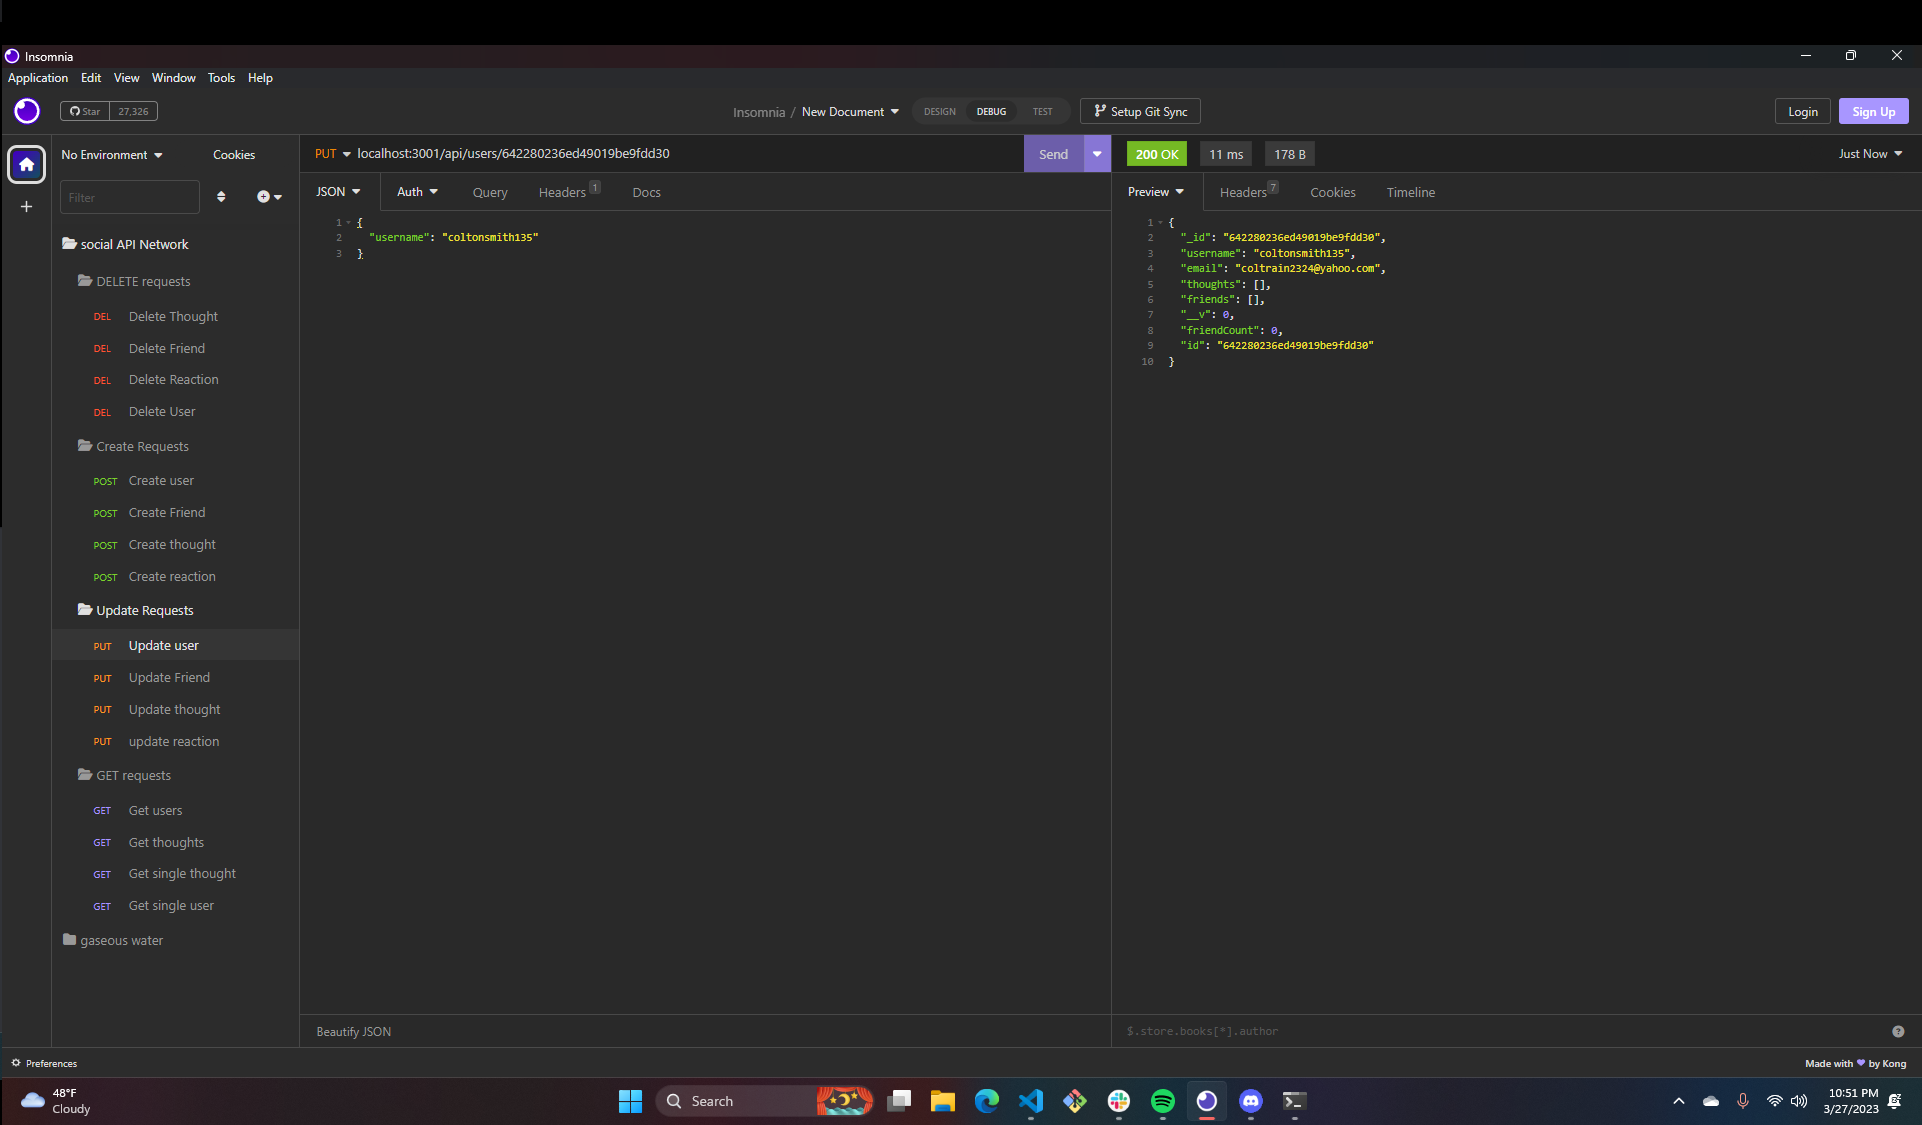 Insomnia
Application Edit View Window Tools Help
Star 27,326
Insomnia / New Document DESIGN DEBUG TEST Setup Git Sync Login Sign Up
No Environment Cookies
PUT localhost:3001/api/users/642280236ed49019be9fdd30 Send
200 OK 11 ms 178 B Just Now
Filter
JSON Auth Query Headers 1 Docs
Preview Headers 7 Cookies Timeline
social API Network
DELETE requests
DEL Delete Thought
DEL Delete Friend
DEL Delete Reaction
DEL Delete User
Create Requests
POST Create user
POST Create Friend
POST Create thought
POST Create reaction
Update Requests
PUT Update user
PUT Update Friend
PUT Update thought
PUT update reaction
GET requests
GET Get users
GET Get thoughts
GET Get single thought
GET Get single user
gaseous water
1 {
2 "username": "coltonsmith135"
3 }
1 {
2 "_id": "642280236ed49019be9fdd30",
3 "username": "coltonsmith135",
4 "email": "coltrain2324@yahoo.com",
5 "thoughts": [],
6 "friends": [],
7 "__v": 0,
8 "friendCount": 0,
9 "id": "642280236ed49019be9fdd30"
10 }
Beautify JSON
$.store.books[*].author
Preferences
Made with by Kong
48°F
Cloudy
Search
10:51 PM
3/27/2023